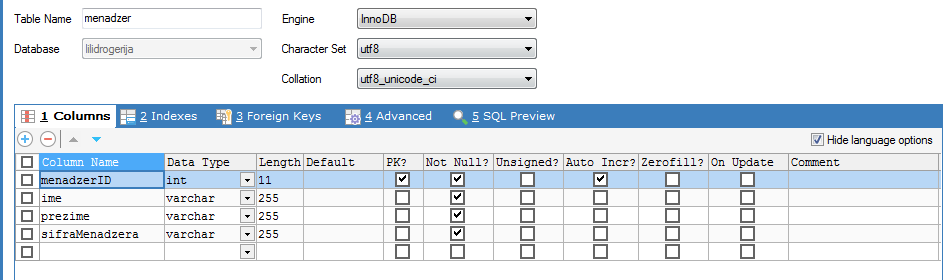 Table Name menadzer Engine InnoDB
Database lilidrogerija Character Set utf8
Collation utf8_unicode_ci
1 Columns 2 Indexes 3 Foreign Keys 4 Advanced 5 SQL Preview
Hide language options
Column Name Data Type Length Default PK? Not Null? Unsigned? Auto Incr? Zerofill? On Update Comment
menadzerID int 11
ime varchar 255
prezime varchar 255
sifraMenadzera varchar 255